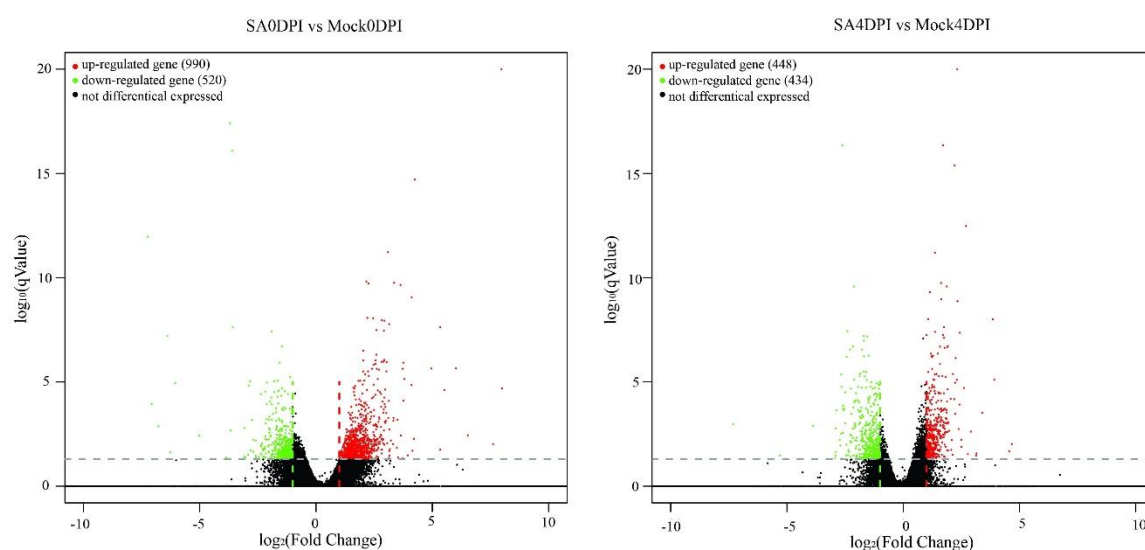 SA0DPI vs Mock0DPI
up-regulated gene (990)
down-regulated gene (520)
not differentical expressed
20
15
10
5
0
log10(qValue)
-10
-5
0
5
10
log2(Fold Change)
SA4DPI vs Mock4DPI
up-regulated gene (448)
down-regulated gene (434)
not differentical expressed
20
15
10
5
0
log10(qValue)
-10
-5
0
5
10
log2(Fold Change)